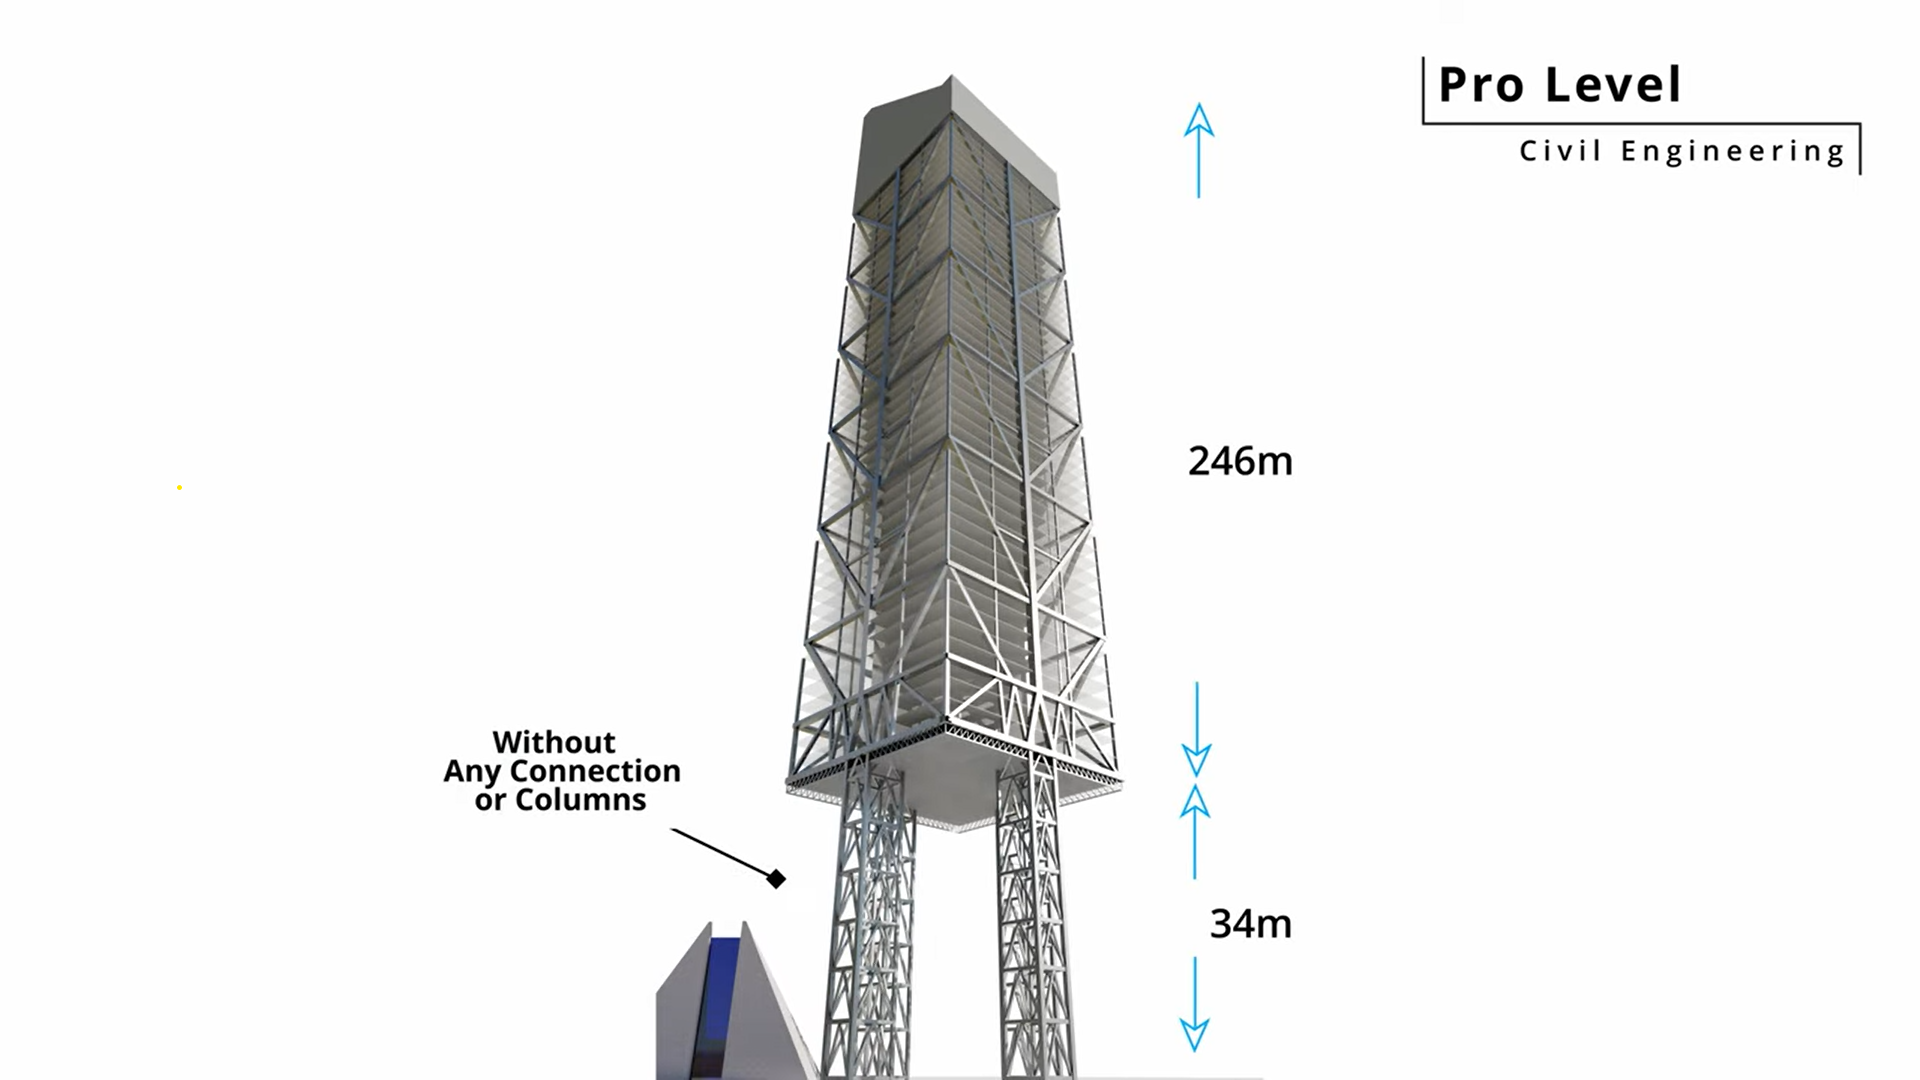 Pro Level
Civil Engineering
246m
Without
Any Connection
or Columns
34m